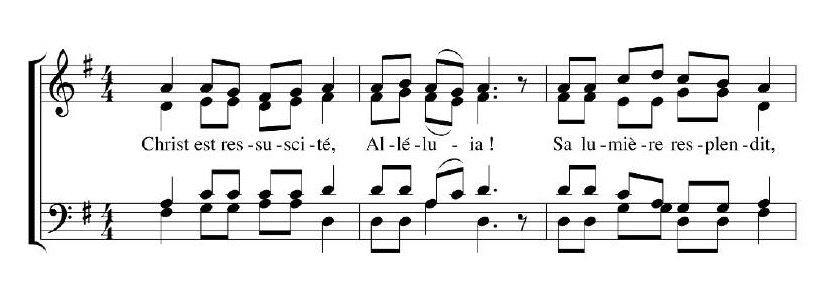 Christ est res - su - sci - té, Al - lé - lu - ia ! Sa lu - miè - re res - plen - dit,